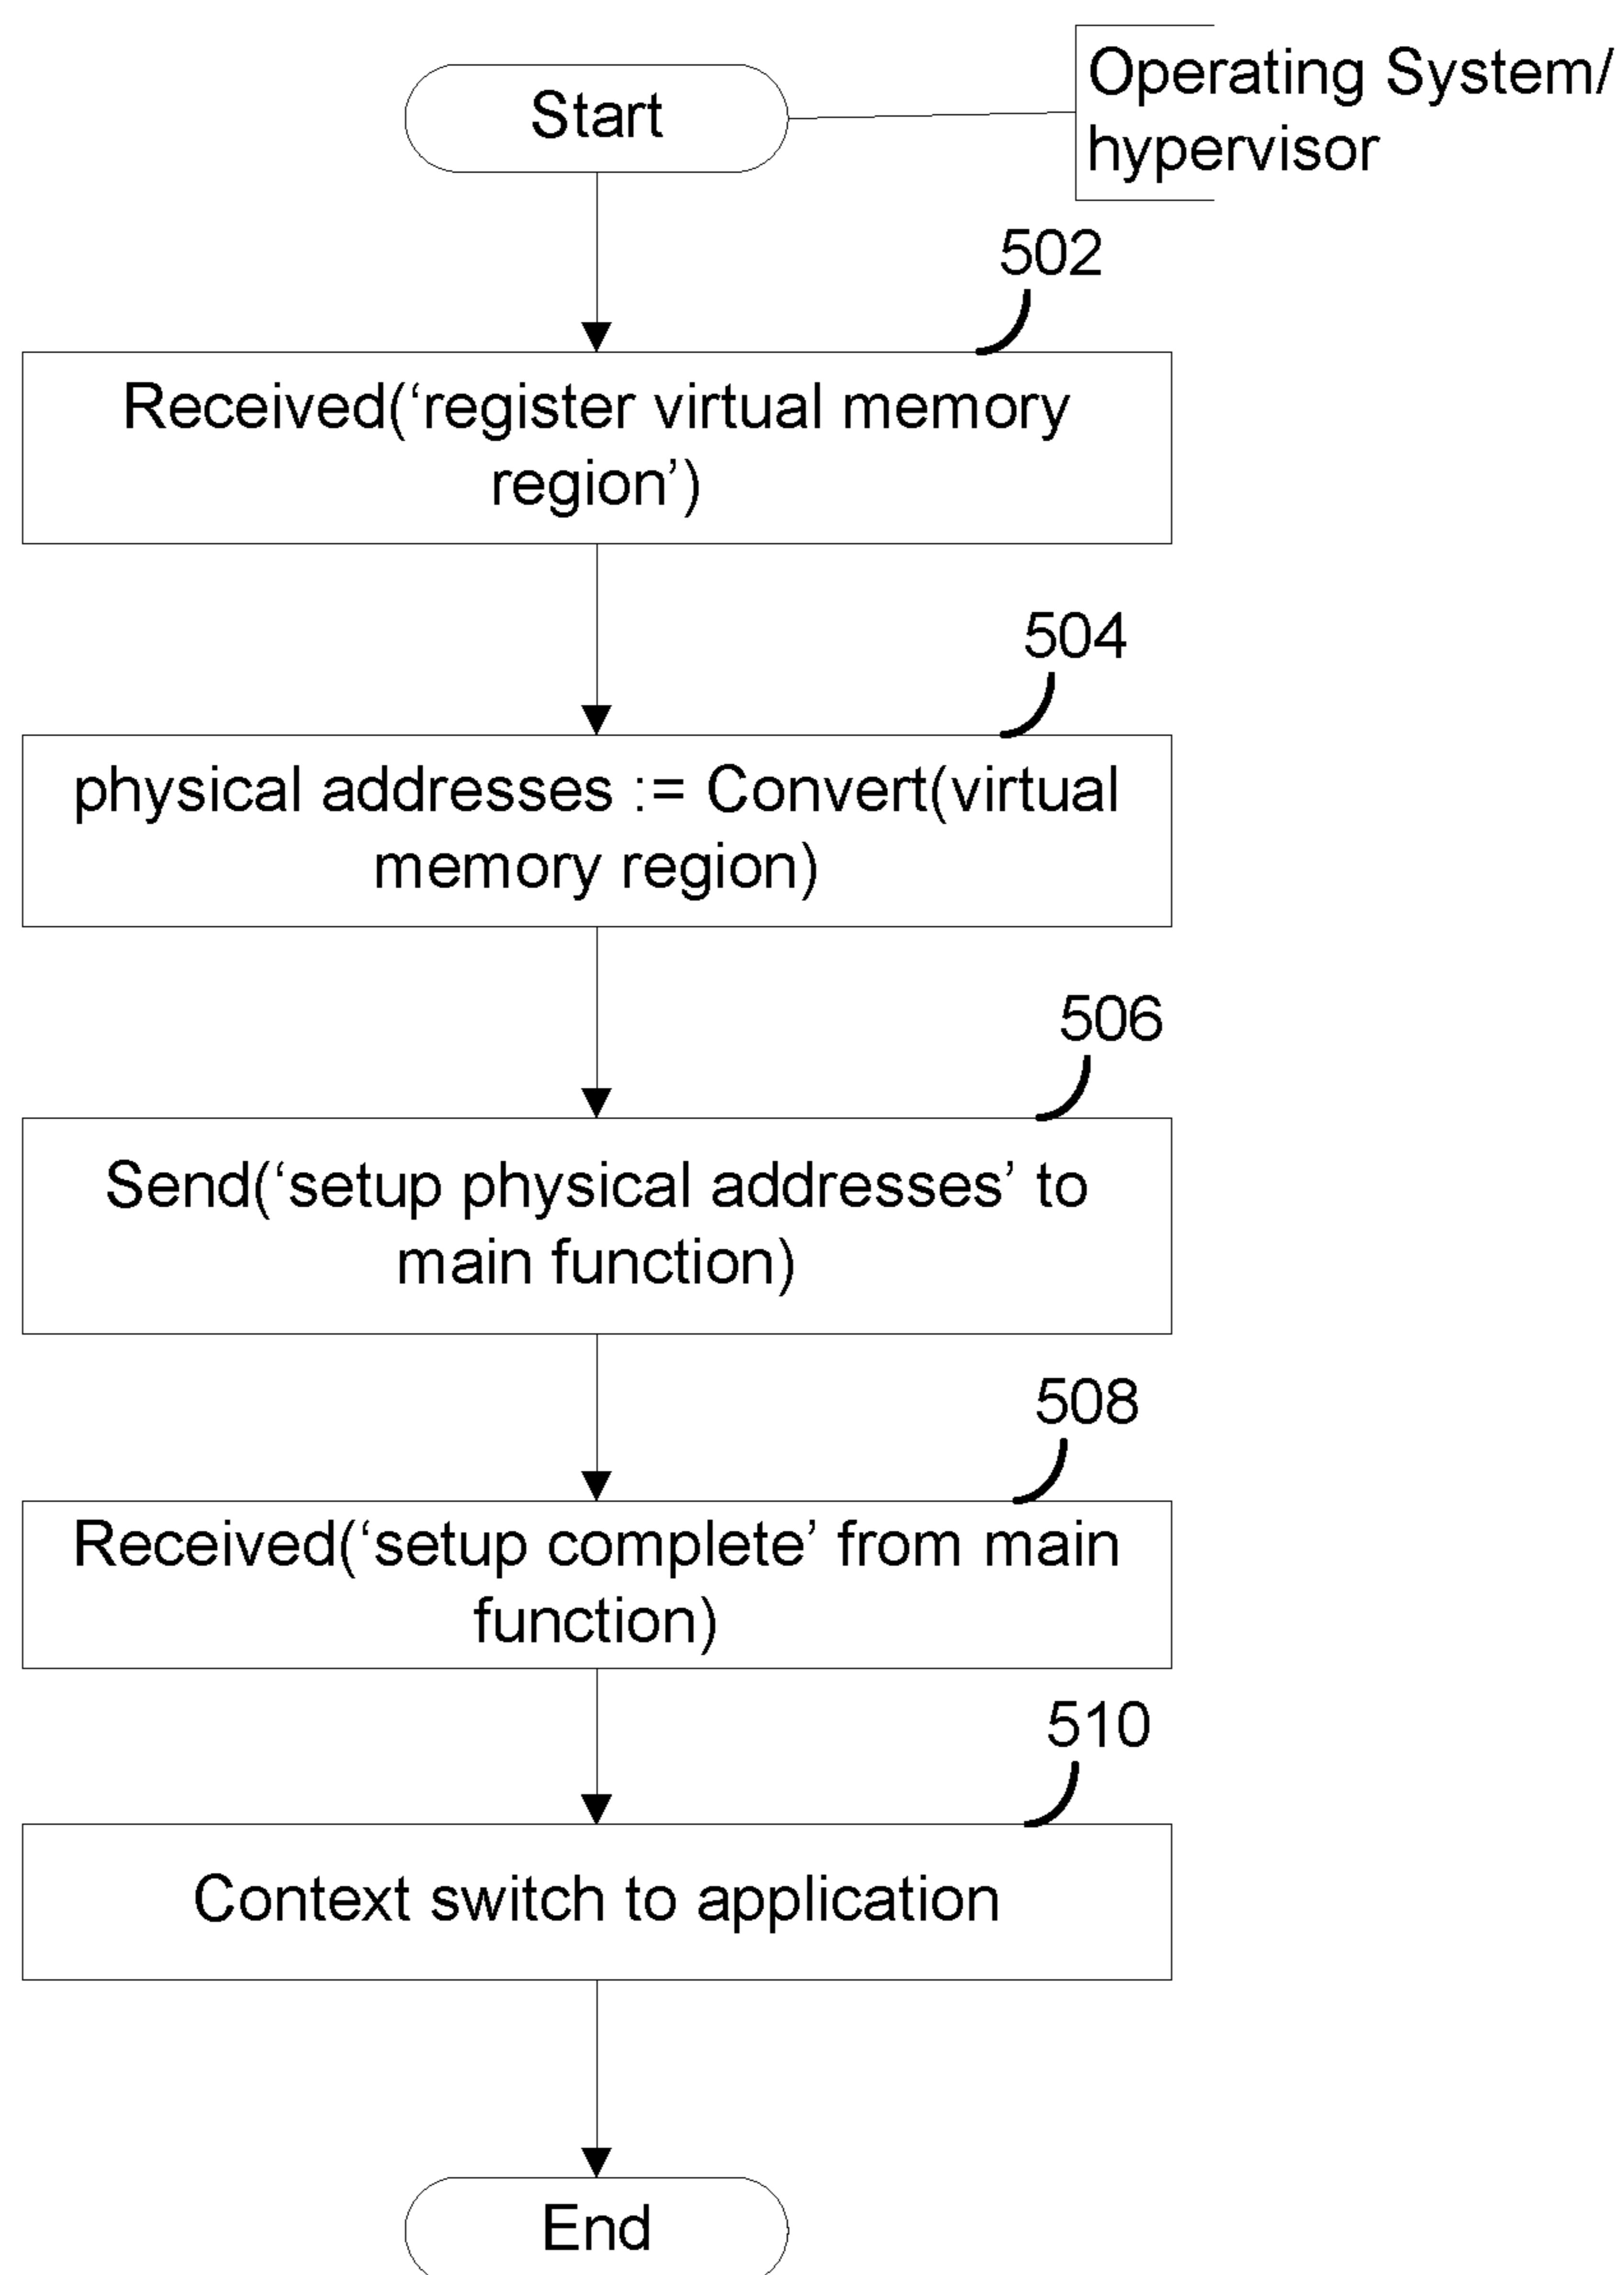 Start
Operating System/
hypervisor
502
Received(‘register virtual memory
region’)
504
physical addresses := Convert(virtual
memory region)
506
Send(‘setup physical addresses’ to
main function)
508
Received(‘setup complete’ from main
function)
510
Context switch to application
End